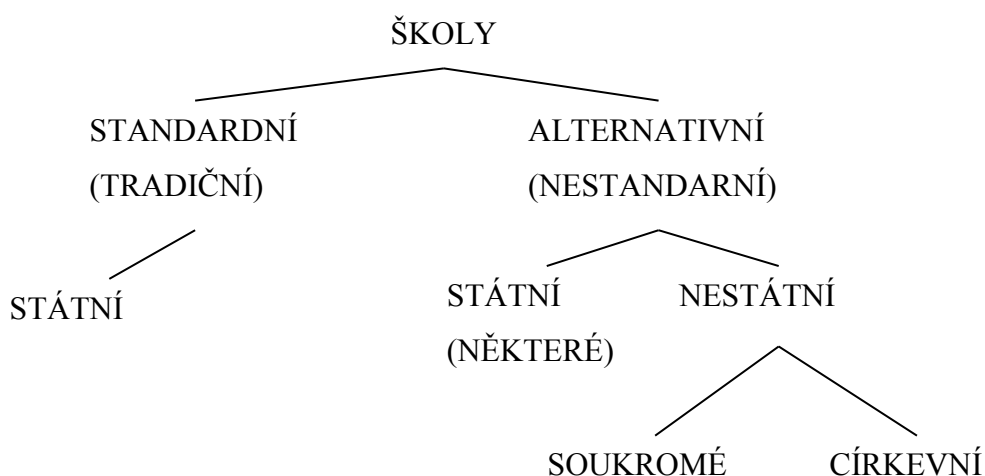 ŠKOLY
STANDARDNÍ ALTERNATIVNÍ
(TRADIČNÍ) (NESTANDARNÍ)
STÁTNÍ STÁTNÍ NESTÁTNÍ
(NĚKTERÉ)
SOUKROMÉ CÍRKEVNÍ